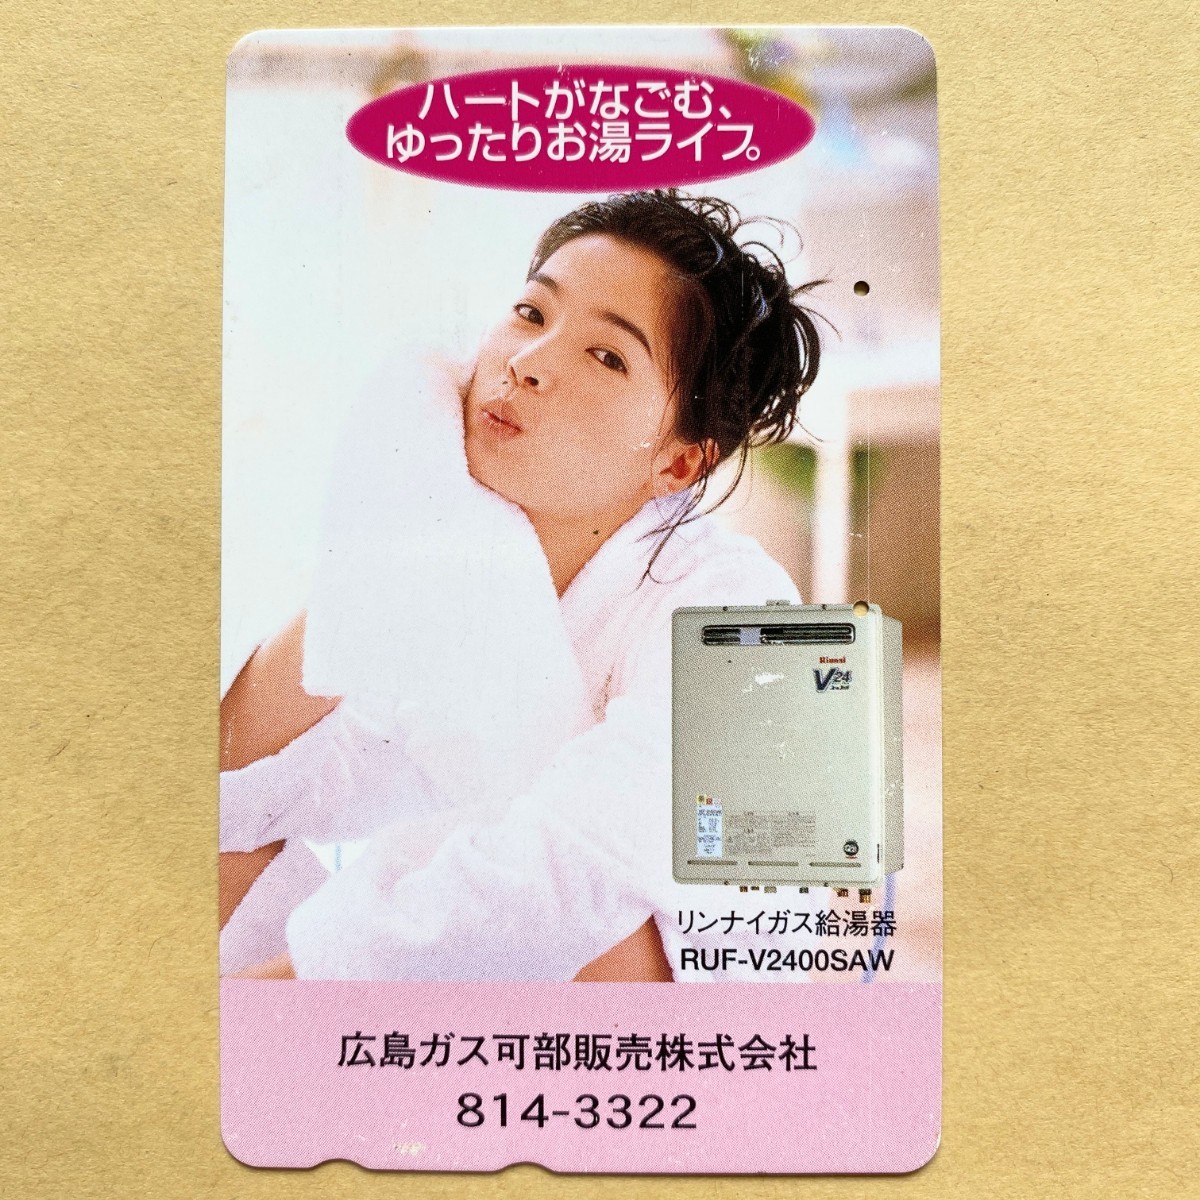 ハートがなごむ、
ゆったりお湯ライフ。
Rinnai
V24
リンナイガス給湯器
RUF-V2400SAW
広島ガス可部販売株式会社
814-3322